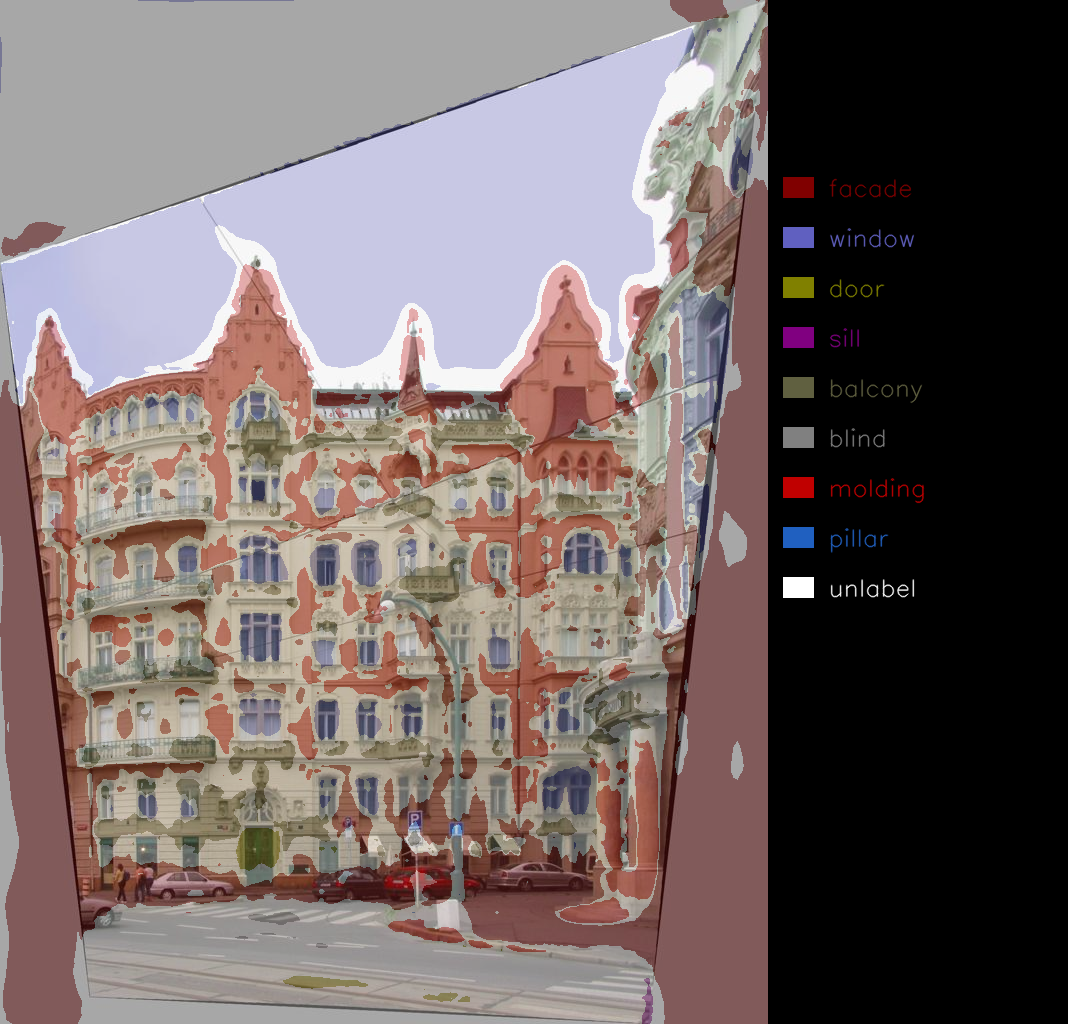 facade
window
door
sill
balcony
blind
molding
pillar
unlabel
P